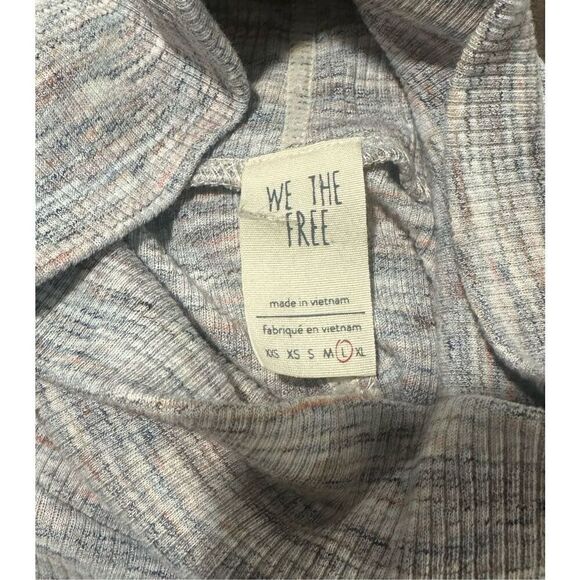 WE THE
FREE
made in vietnam
fabriqué en vietnam
XXS XS S M L XL